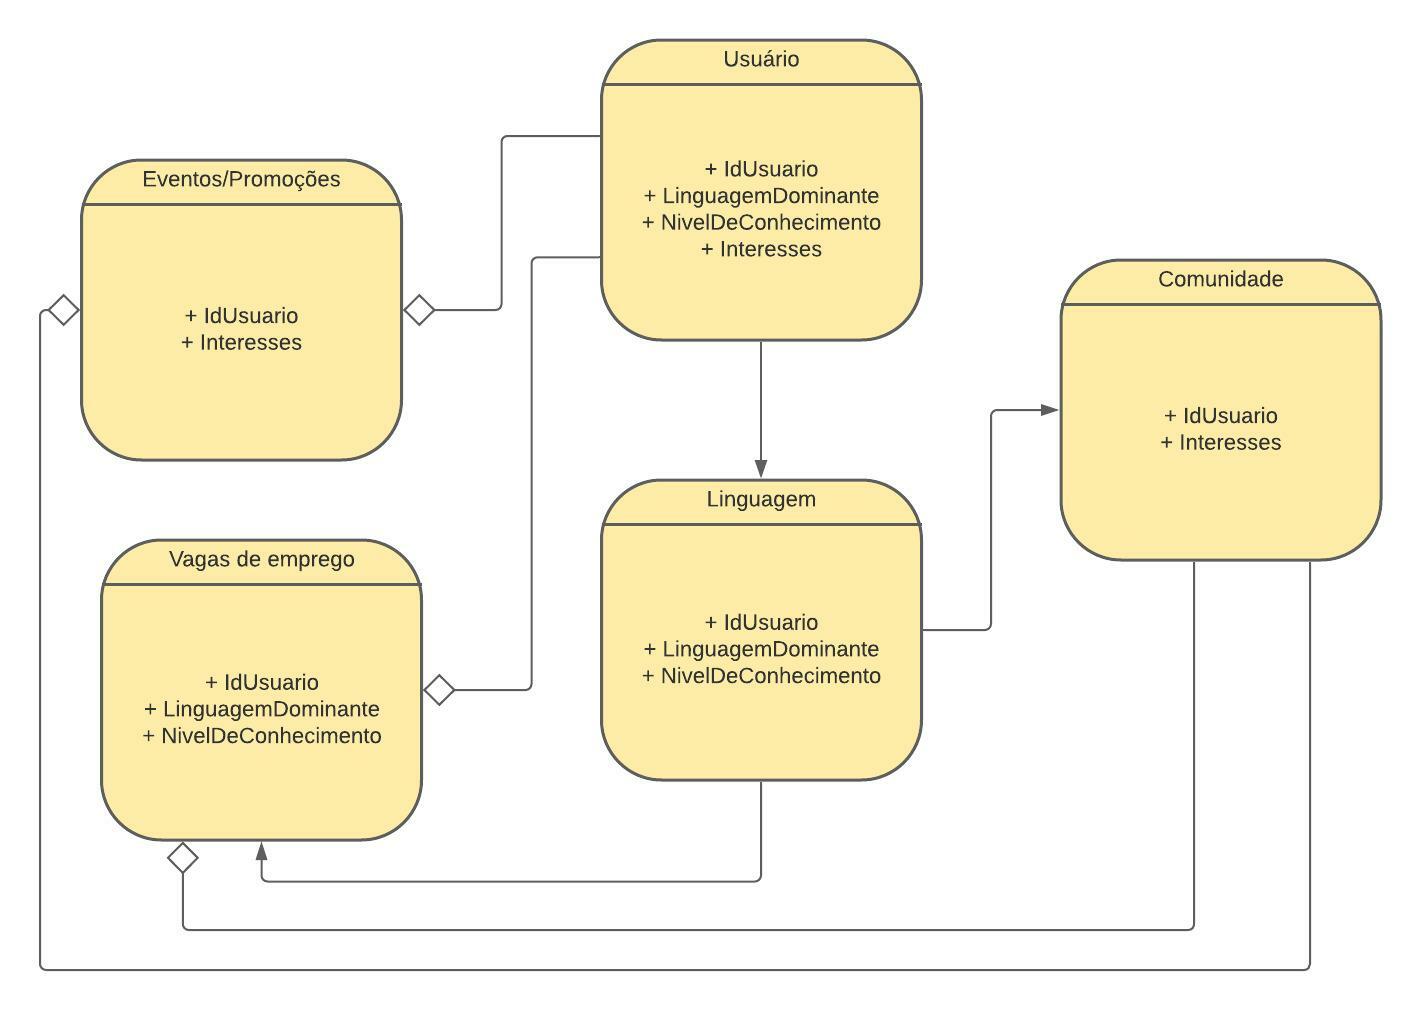 Usuário
+ IdUsuario
+ LinguagemDominante
+ NivelDeConhecimento
+ Interesses
Eventos/Promoções
+ IdUsuario
+ Interesses
Comunidade
+ IdUsuario
+ Interesses
Linguagem
+ IdUsuario
+ LinguagemDominante
+ NivelDeConhecimento
Vagas de emprego
+ IdUsuario
+ LinguagemDominante
+ NivelDeConhecimento